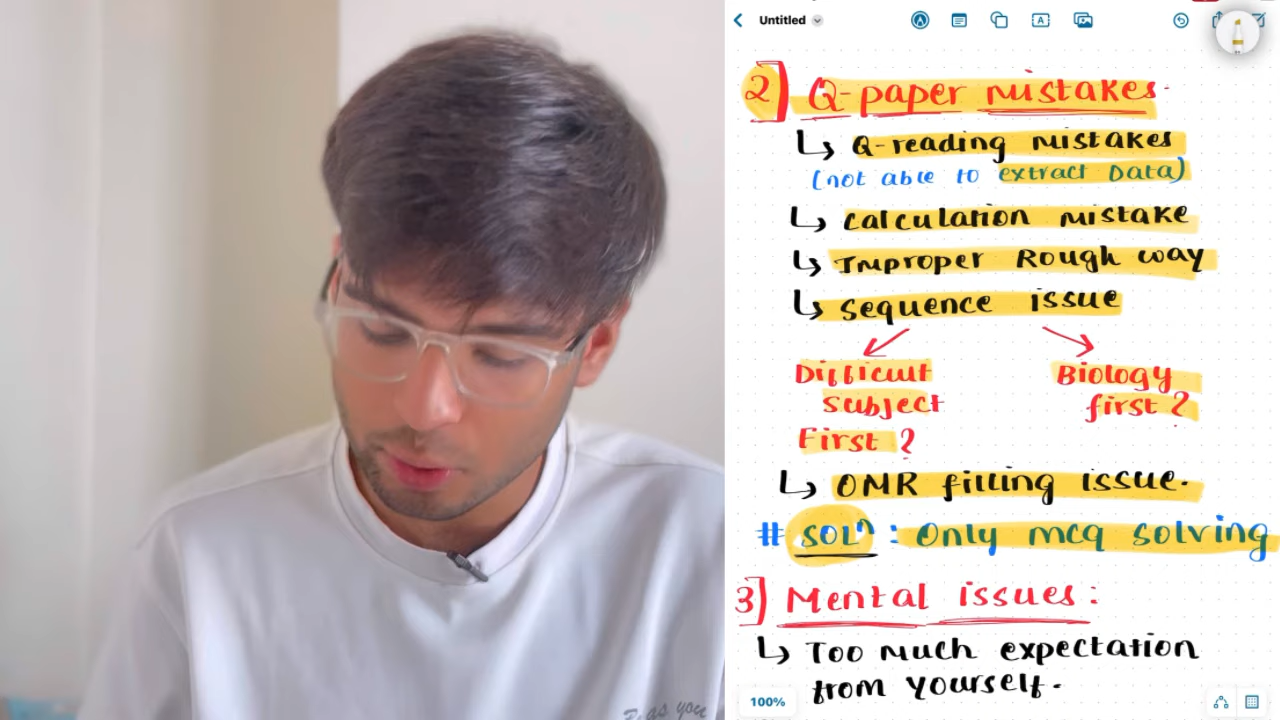 Untitled
2] Q-paper mistakes.
↳ Q-reading mistakes
(not able to extract Data)
↳ calculation mistake
↳ Improper Rough way
↳ sequence issue
Difficult Biology
subject first ?
First ?
↳ OMR filling issue.
# SOLⁿ : Only mcq solving
3] Mental issues:
↳ Too much expectation
from yourself.
100%
as you